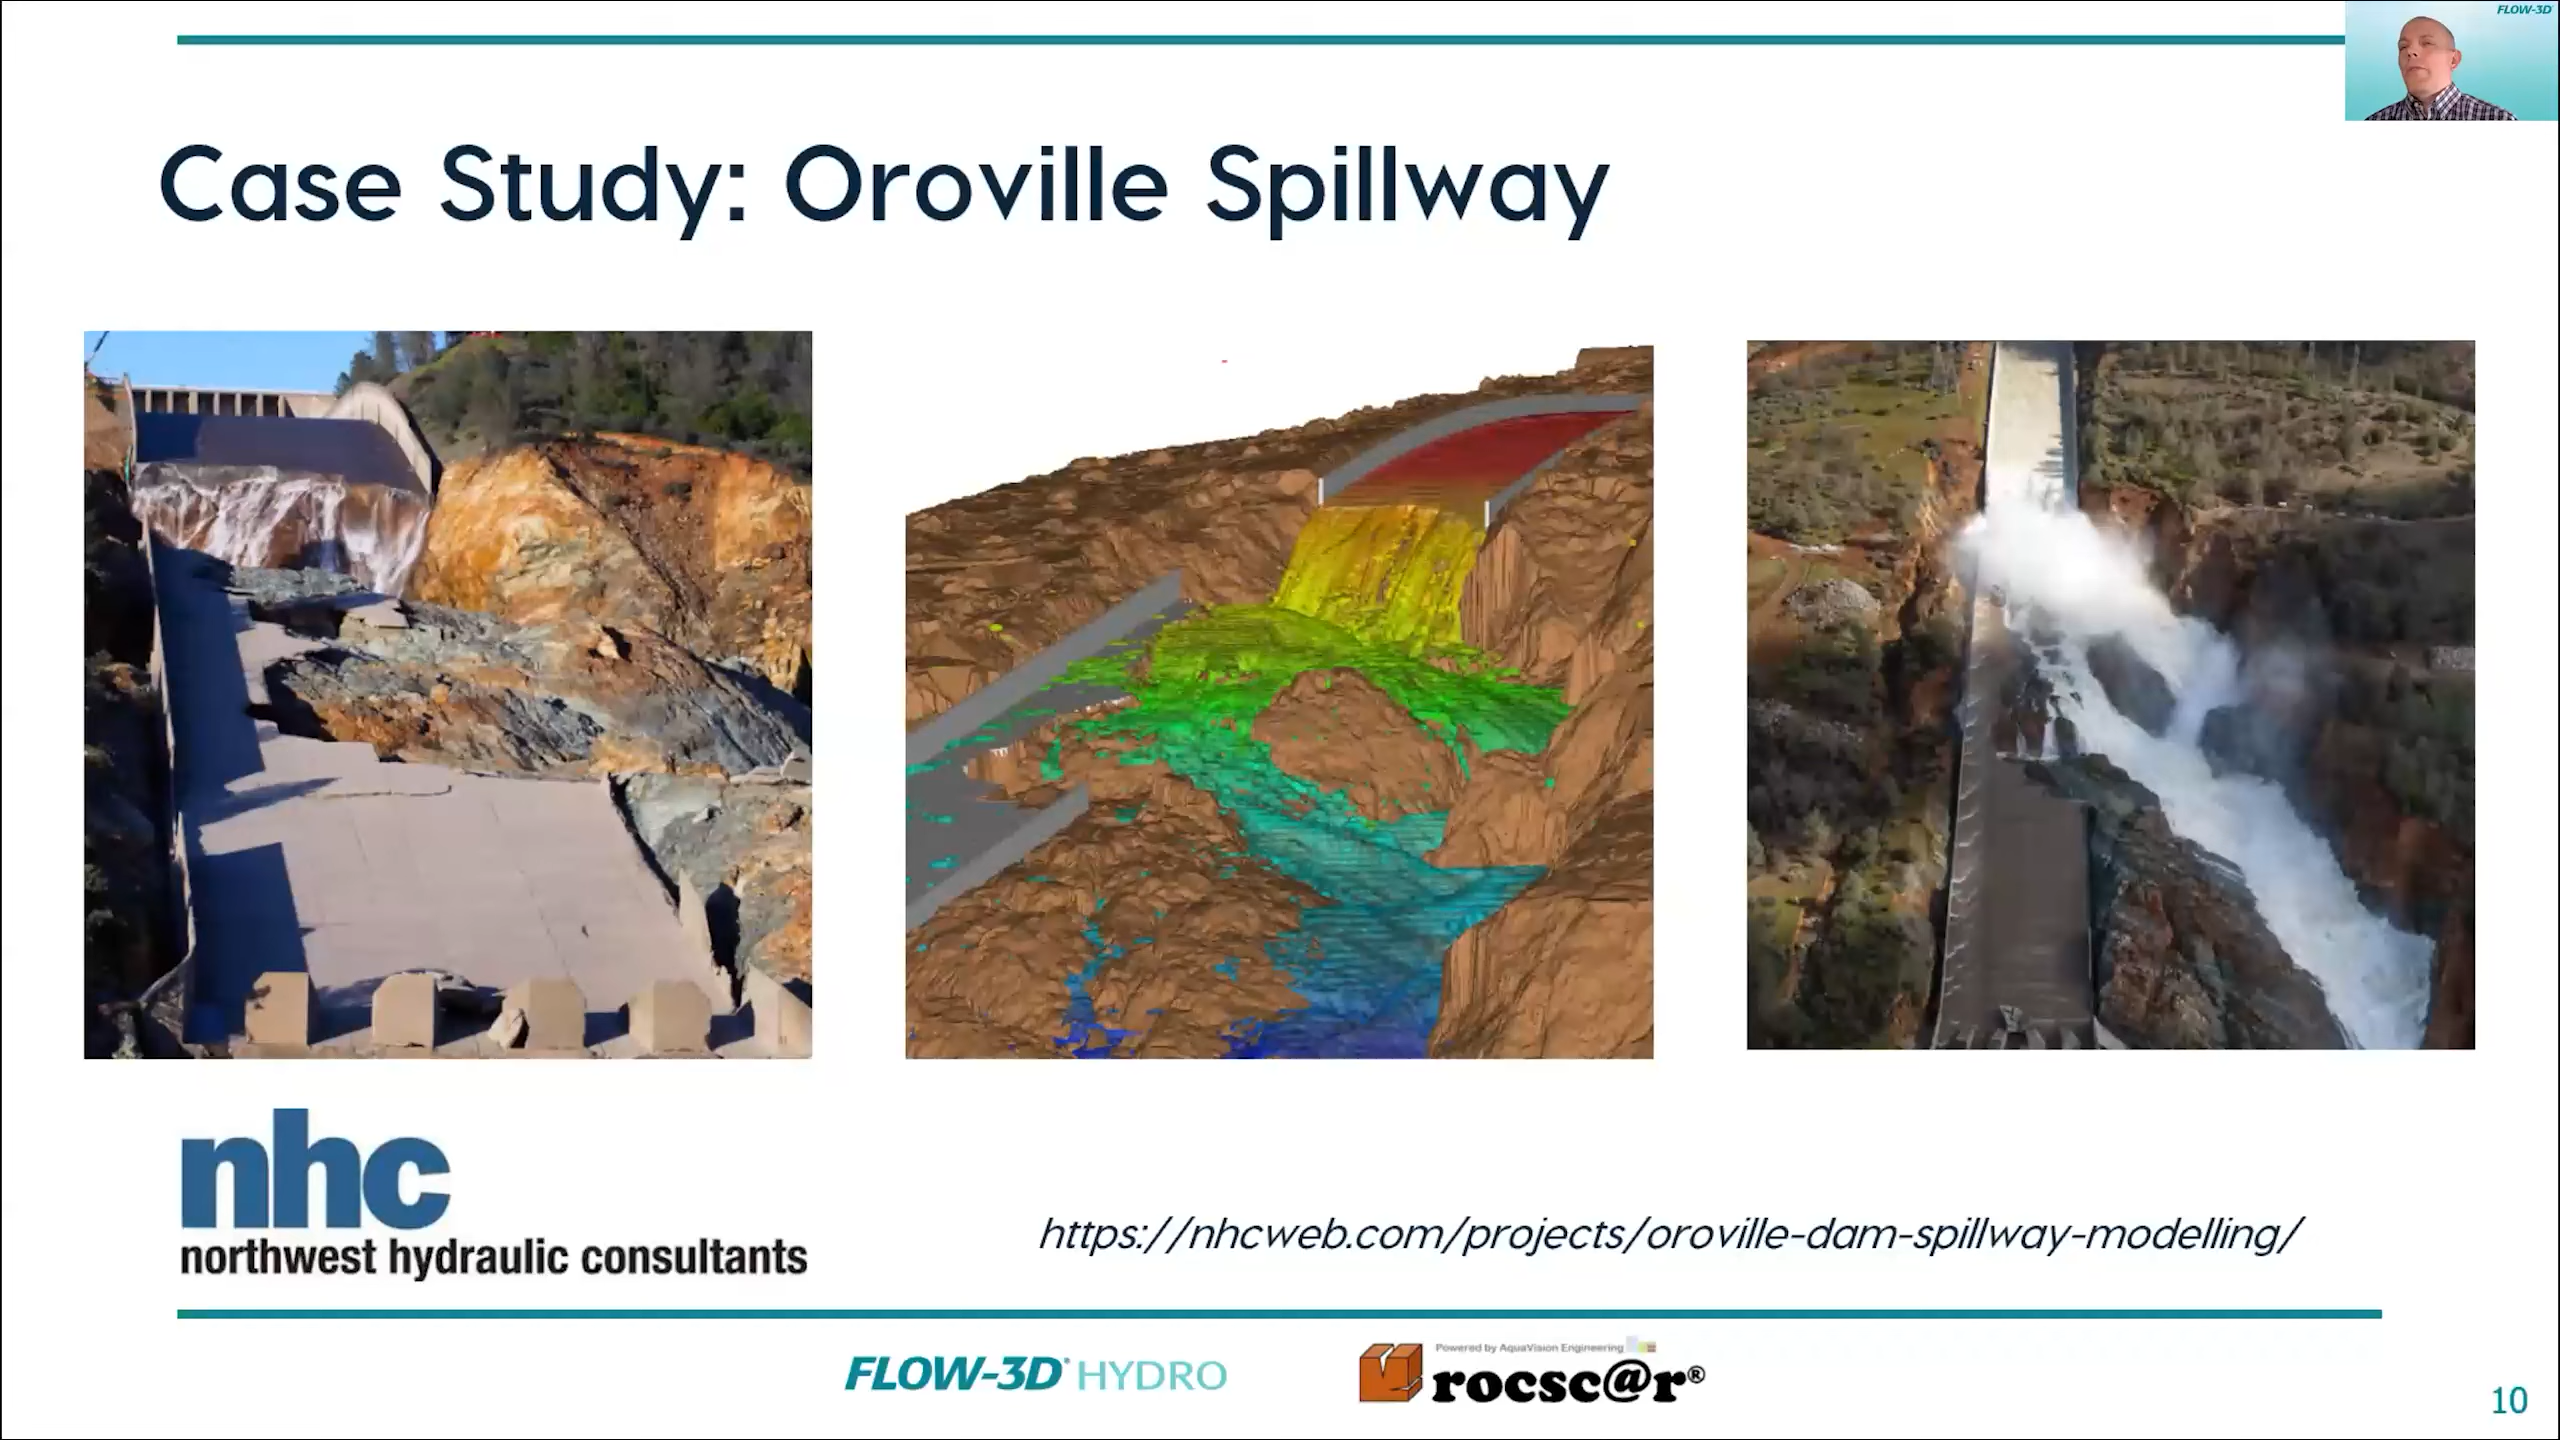 FLOW-3D
Case Study: Oroville Spillway
nhc
northwest hydraulic consultants
https://nhcweb.com/projects/oroville-dam-spillway-modelling/
FLOW-3D® HYDRO
Powered by AquaVision Engineering
rocsc@r®
10